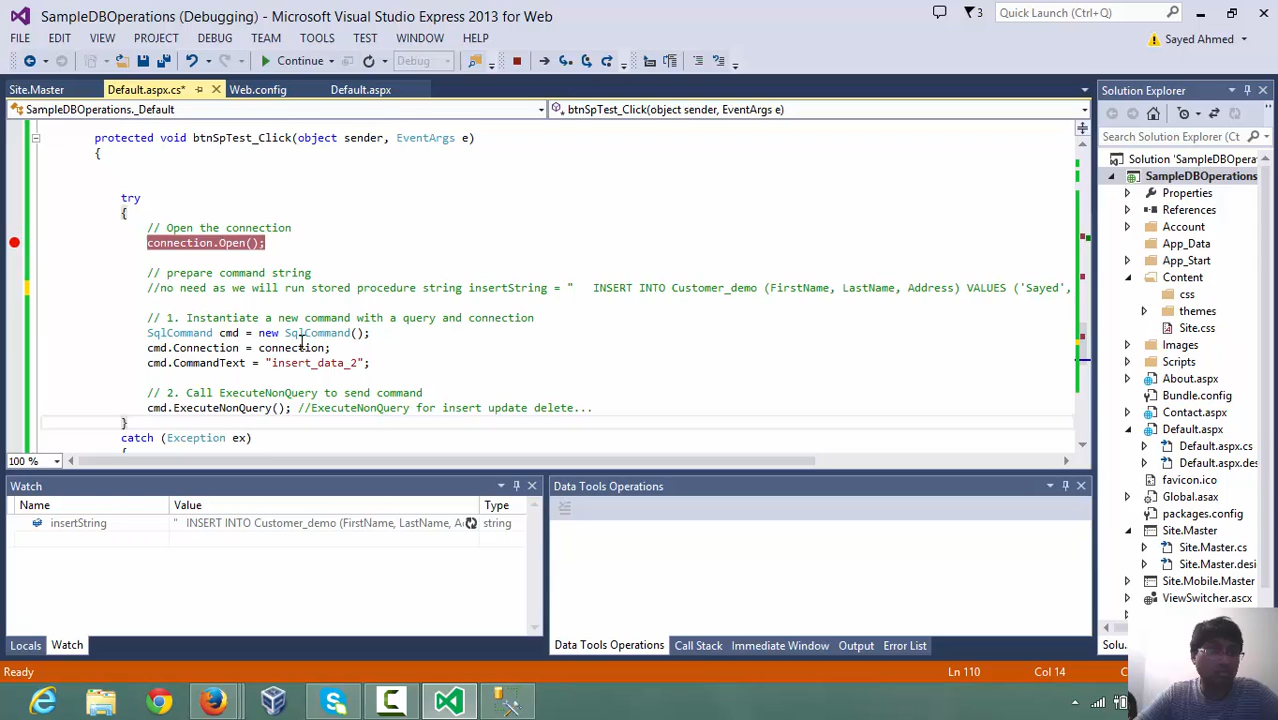 SampleDBOperations (Debugging) - Microsoft Visual Studio Express 2013 for Web
3
Quick Launch (Ctrl+Q)
FILE EDIT VIEW PROJECT DEBUG TEAM TOOLS TEST WINDOW HELP
Sayed Ahmed
Continue
Debug
Site.Master
Default.aspx.cs*
Web.config
Default.aspx
SampleDBOperations._Default
btnSpTest_Click(object sender, EventArgs e)
protected void btnSpTest_Click(object sender, EventArgs e)
{
try
{
// Open the connection
connection.Open();
// prepare command string
//no need as we will run stored procedure string insertString = "   INSERT INTO Customer_demo (FirstName, LastName, Address) VALUES ('Sayed',
// 1. Instantiate a new command with a query and connection
SqlCommand cmd = new SqlCommand();
cmd.Connection = connection;
cmd.CommandText = "insert_data_2";
// 2. Call ExecuteNonQuery to send command
cmd.ExecuteNonQuery(); //ExecuteNonQuery for insert update delete...
}
catch (Exception ex)
{
100 %
Watch
Name Value Type
insertString "   INSERT INTO Customer_demo (FirstName, LastName, Ac string
Locals Watch
Data Tools Operations
Data Tools Operations Call Stack Immediate Window Output Error List
Solution Explorer
Search Solution Explorer (Ct
Solution 'SampleDBOpera
SampleDBOperations
Properties
References
Account
App_Data
App_Start
Content
css
themes
Site.css
Images
Scripts
About.aspx
Bundle.config
Contact.aspx
Default.aspx
Default.aspx.cs
Default.aspx.des
favicon.ico
Global.asax
packages.config
Site.Master
Site.Master.cs
Site.Master.desi
Site.Mobile.Master
ViewSwitcher.ascx
Solu...
Ready
Ln 110
Col 14